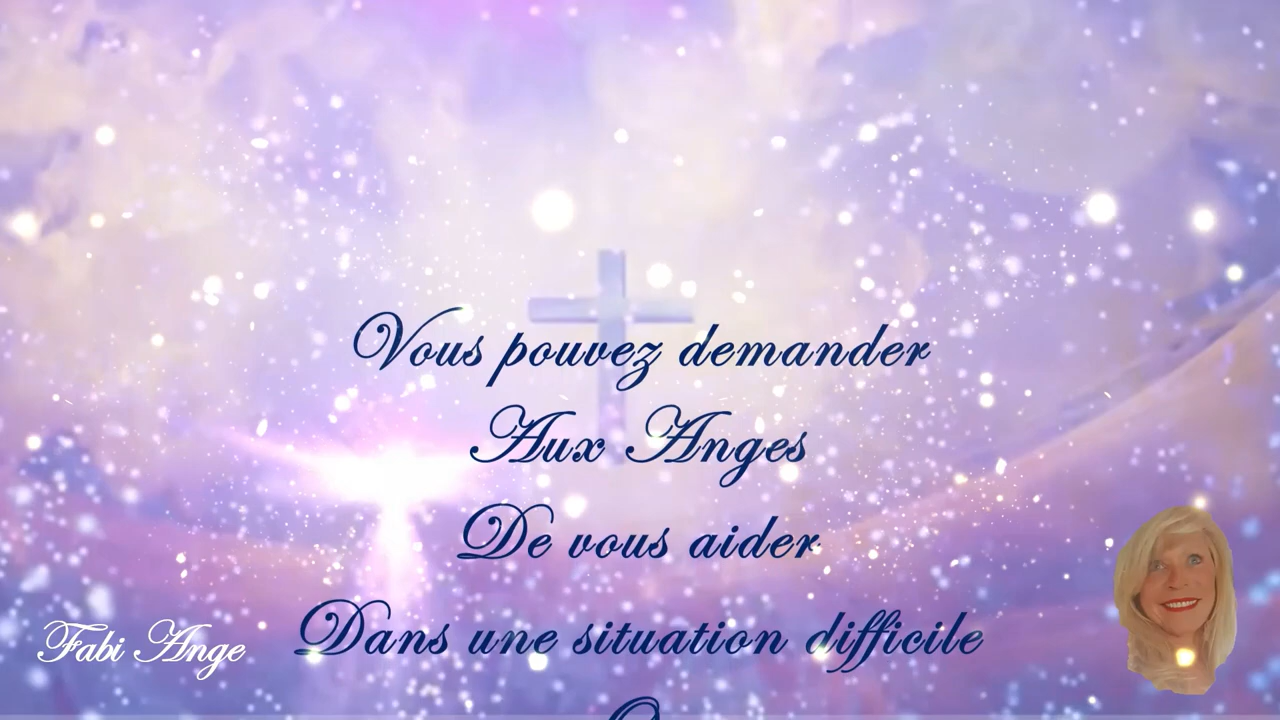 Vous pouvez demander
Aux Anges
De vous aider
Dans une situation difficile
Fabi Ange